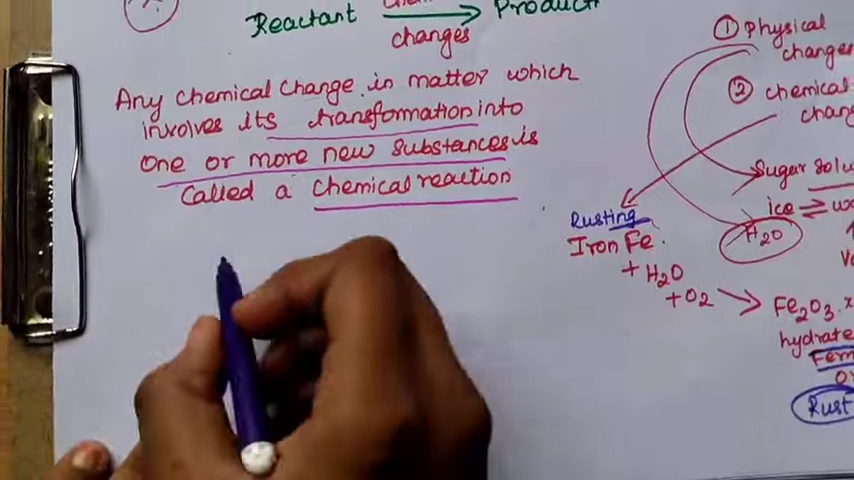 Reactant → Product
changes
Any chemical Change in matter which
involves its transformation into
One or more new substances is
Called a chemical reaction
① Physical
changes
② chemical
chang
Sugar solu
ice ⇌
H₂O
Rusting
Iron Fe
+ H₂O
+ O₂ → Fe₂O₃.x
hydrate
Rust